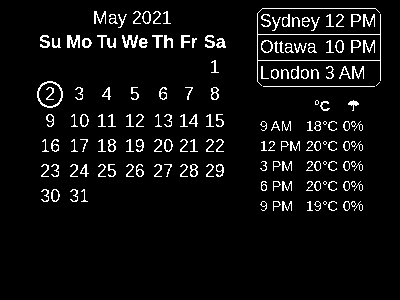 May 2021
Su Mo Tu We Th Fr Sa
1
2 3 4 5 6 7 8
9 10 11 12 13 14 15
16 17 18 19 20 21 22
23 24 25 26 27 28 29
30 31
Sydney 12 PM
Ottawa 10 PM
London 3 AM
°C
9 AM 18°C 0%
12 PM 20°C 0%
3 PM 20°C 0%
6 PM 20°C 0%
9 PM 19°C 0%